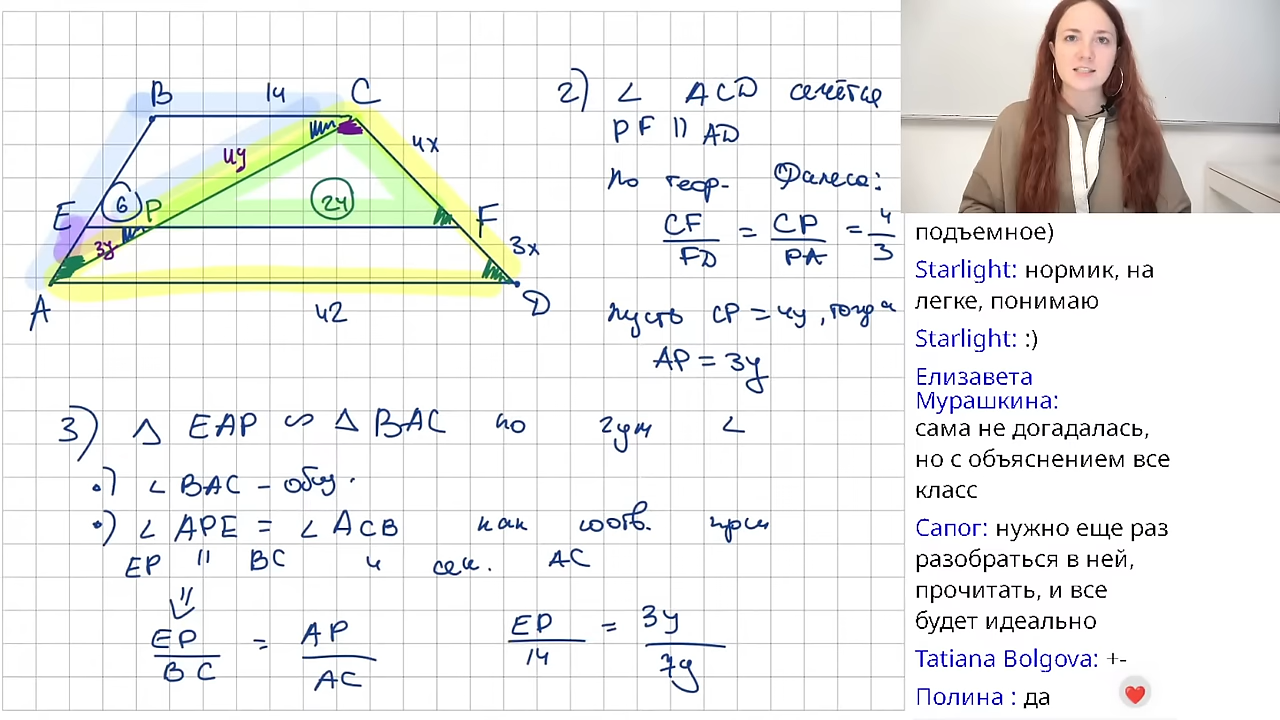 B 14 C
4x
4y
E 6 P 24 F
3y 3x
A 42 D
2) ∠ ACD сечётся
PF || AD
По теор. Фалеса:
CF/FD = CP/PA = 4/3
Пусть CP = 4y, тогда
AP = 3y
3) △ EAP ∾ △ BAC по 2ум ∠
•) ∠ BAC – общ.
•) ∠ APE = ∠ ACB как соотв. при
EP || BC и сек. AC
⇓
EP/BC = AP/AC EP/14 = 3y/7y
подъемное)
Starlight: нормик, на
легке, понимаю
Starlight: :)
Елизавета
Мурашкина:
сама не догадалась,
но с объяснением все
класс
Сапог: нужно еще раз
разобраться в ней,
прочитать, и все
будет идеально
Tatiana Bolgova: +-
Полина : да